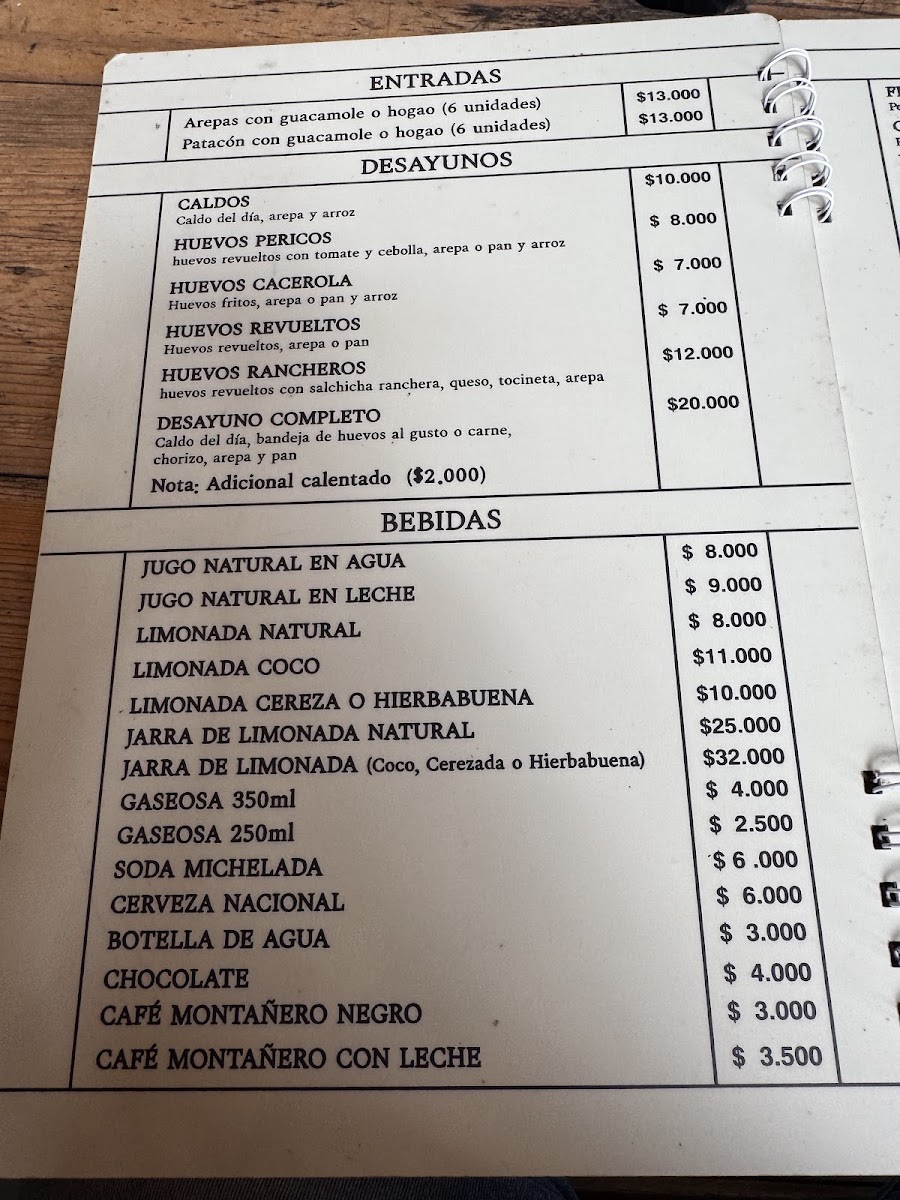 ENTRADAS
Arepas con guacamole o hogao (6 unidades) $13.000
Patacón con guacamole o hogao (6 unidades) $13.000
DESAYUNOS
CALDOS $10.000
Caldo del día, arepa y arroz
HUEVOS PERICOS $ 8.000
huevos revueltos con tomate y cebolla, arepa o pan y arroz
HUEVOS CACEROLA $ 7.000
Huevos fritos, arepa o pan y arroz
HUEVOS REVUELTOS $ 7.000
Huevos revueltos, arepa o pan
HUEVOS RANCHEROS $12.000
huevos revueltos con salchicha ranchera, queso, tocineta, arepa
DESAYUNO COMPLETO $20.000
Caldo del día, bandeja de huevos al gusto o carne,
chorizo, arepa y pan
Nota: Adicional calentado ($2.000)
BEBIDAS
JUGO NATURAL EN AGUA $ 8.000
JUGO NATURAL EN LECHE $ 9.000
LIMONADA NATURAL $ 8.000
LIMONADA COCO $11.000
LIMONADA CEREZA O HIERBABUENA $10.000
JARRA DE LIMONADA NATURAL $25.000
JARRA DE LIMONADA (Coco, Cerezada o Hierbabuena) $32.000
GASEOSA 350ml $ 4.000
GASEOSA 250ml $ 2.500
SODA MICHELADA $ 6 .000
CERVEZA NACIONAL $ 6.000
BOTELLA DE AGUA $ 3.000
CHOCOLATE $ 4.000
CAFÉ MONTAÑERO NEGRO $ 3.000
CAFÉ MONTAÑERO CON LECHE $ 3.500